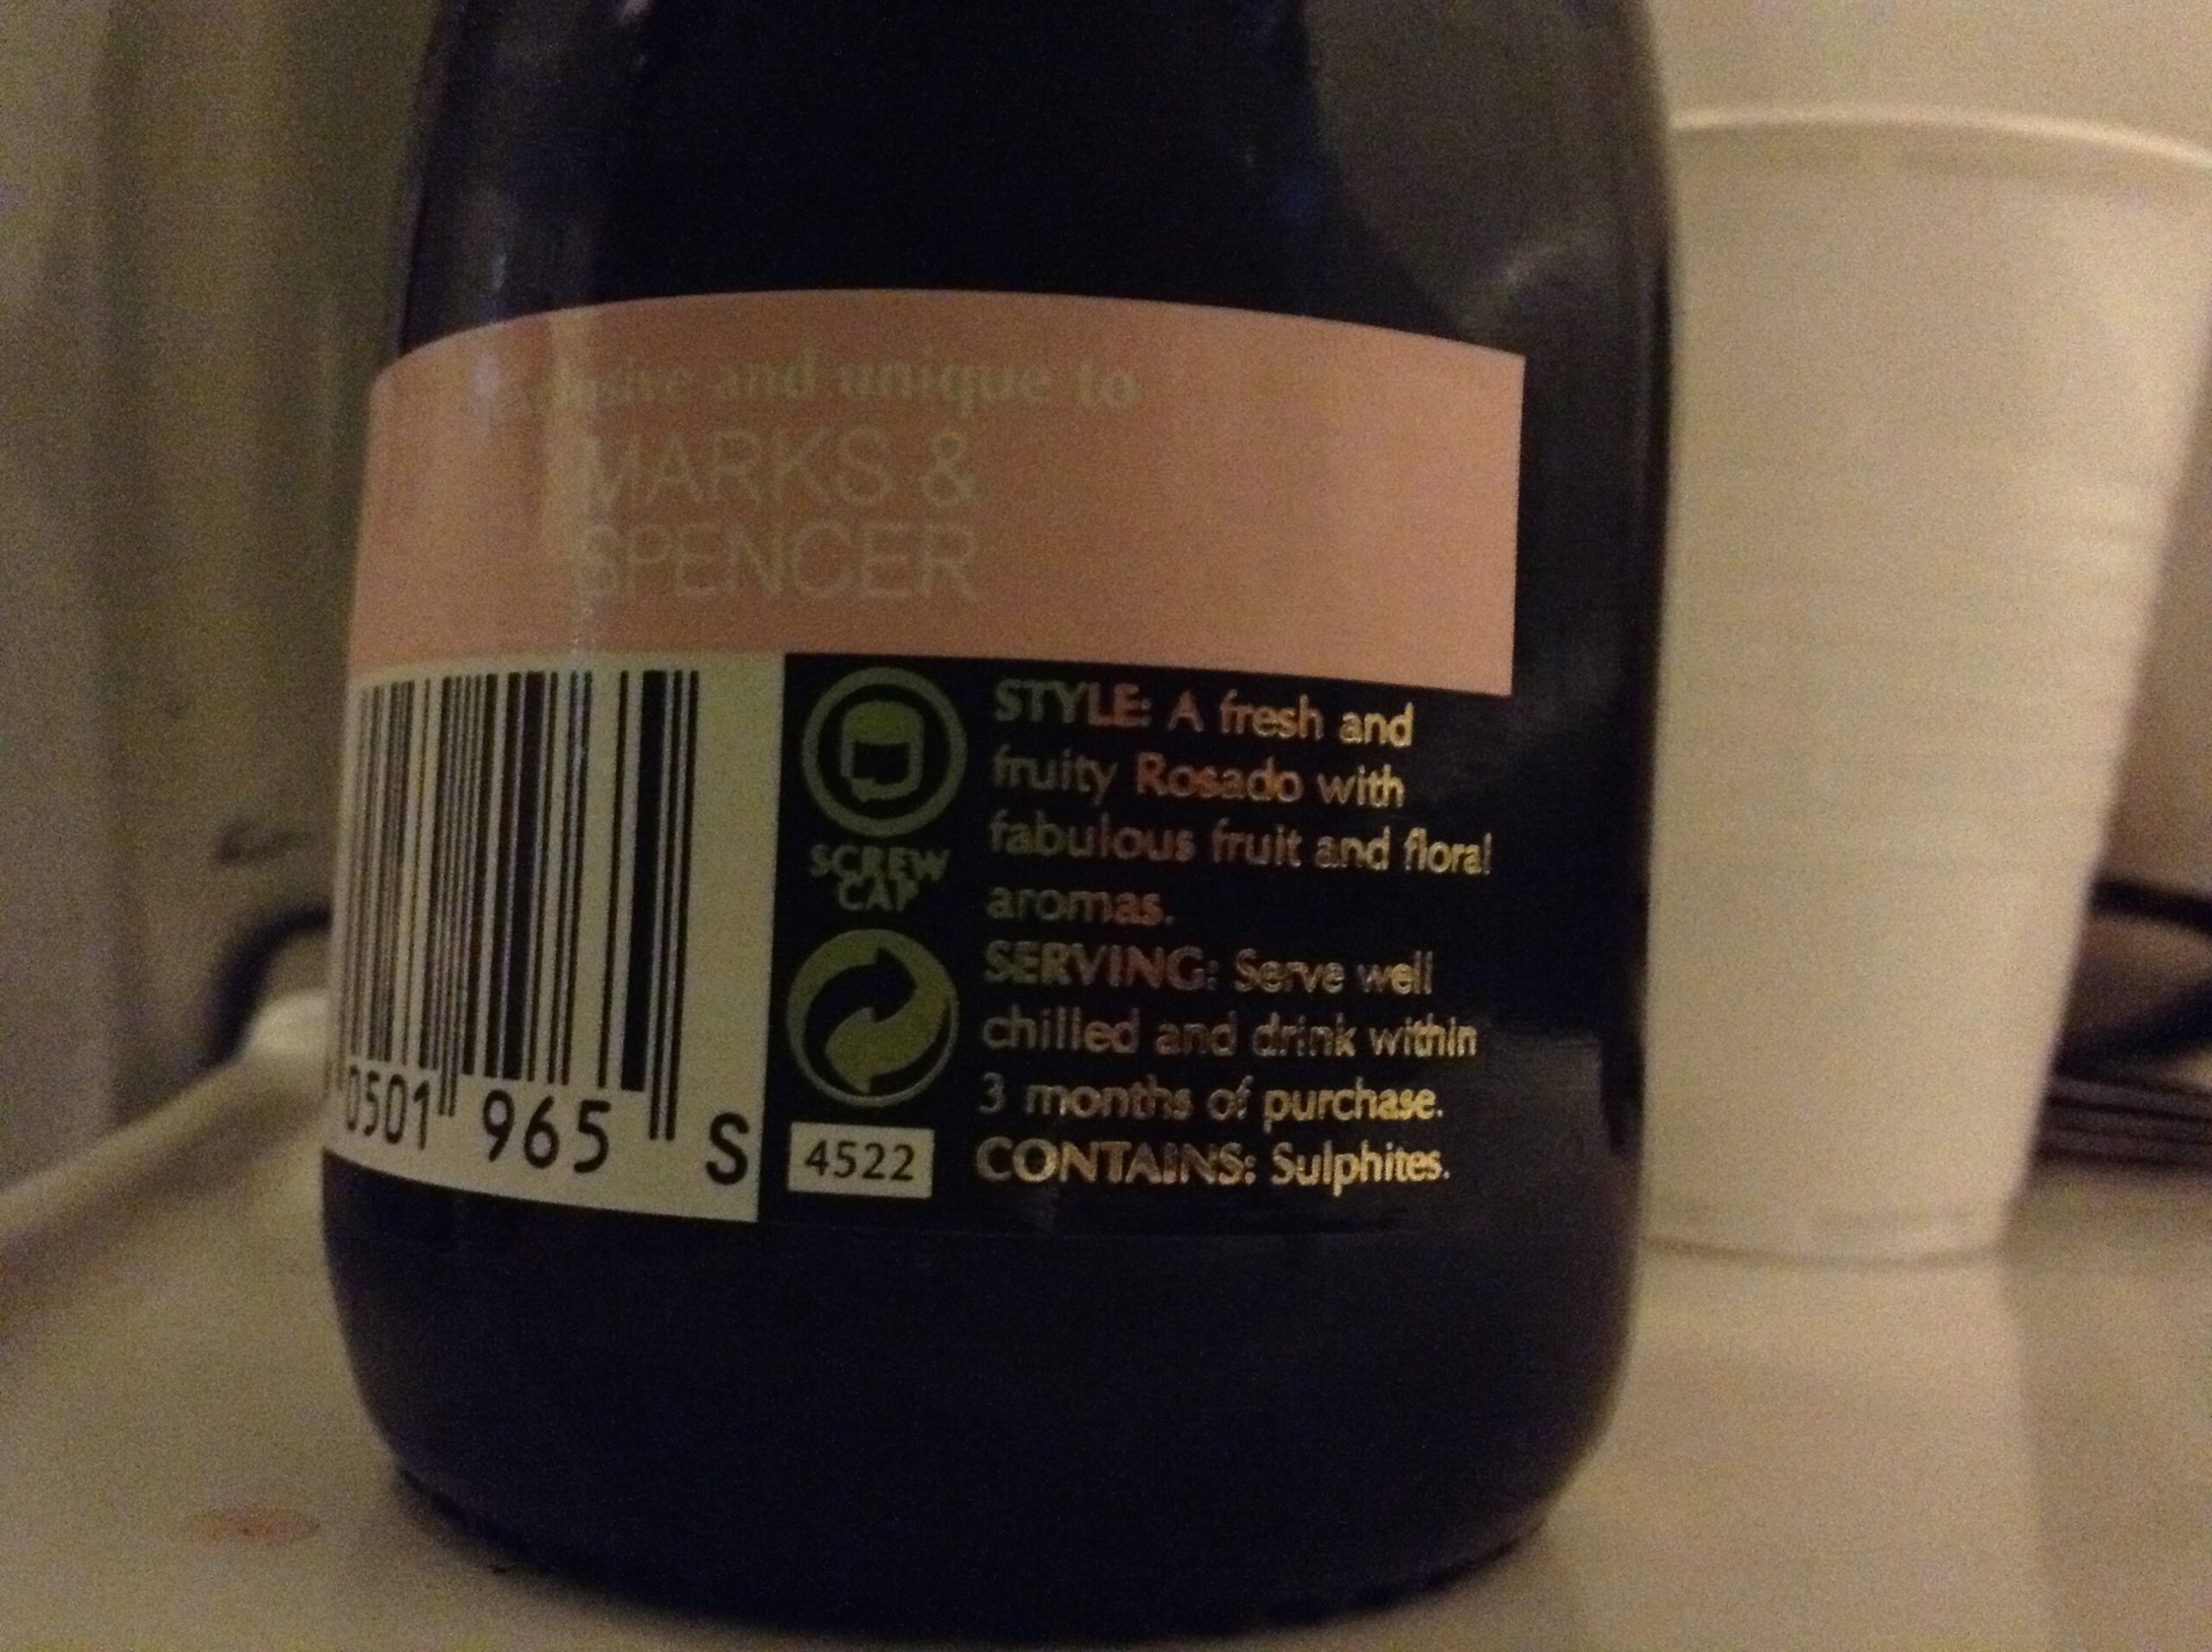 and unique to
MARKS &
SPENCER
STYLE: A fresh and
fruity Rosado with
fabulous fruit and floral
aromas.
SERVING: Serve well
chilled and drink within
3 months of purchase.
CONTAINS: Sulphites.
SCREW
CAP
0501 965 S
4522